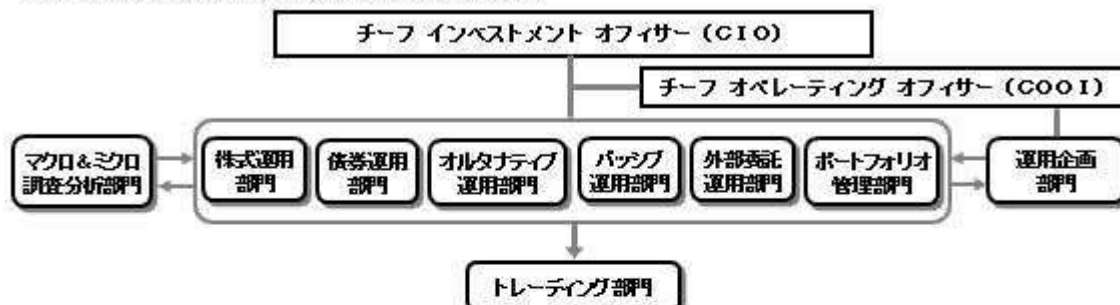 チーフ インベストメント オフィサー (CIO)
チーフ オペレーティング オフィサー (COOI)
マクロ&ミクロ
調査分析部門
株式運用
部門
債券運用
部門
オルタナティブ
運用部門
パッシブ
運用部門
外部委託
運用部門
ポートフォリオ
管理部門
運用企画
部門
トレーディング部門